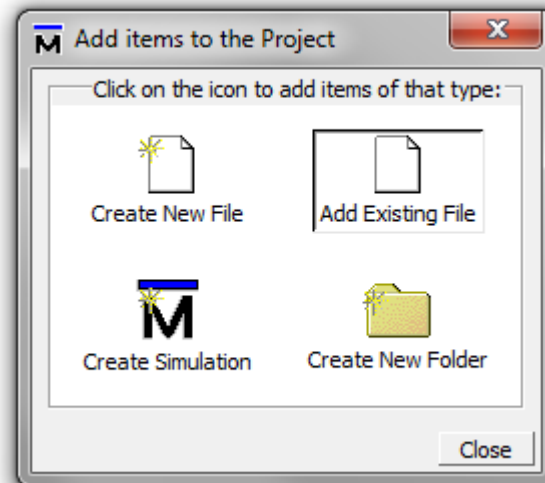 Add items to the Project
Click on the icon to add items of that type:
Create New File
Add Existing File
Create Simulation
Create New Folder
Close